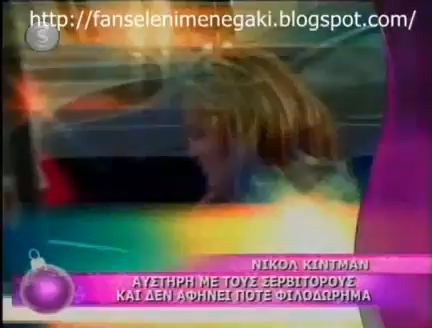 http://fanselenimenegaki.blogspot.com/
S
ΝΙΚΟΛ ΚΙΝΤΜΑΝ
ΑΥΣΤΗΡΗ ΜΕ ΤΟΥΣ ΣΕΡΒΙΤΟΡΟΥΣ
ΚΑΙ ΔΕΝ ΑΦΗΝΕΙ ΠΟΤΕ ΦΙΛΟΔΩΡΗΜΑ